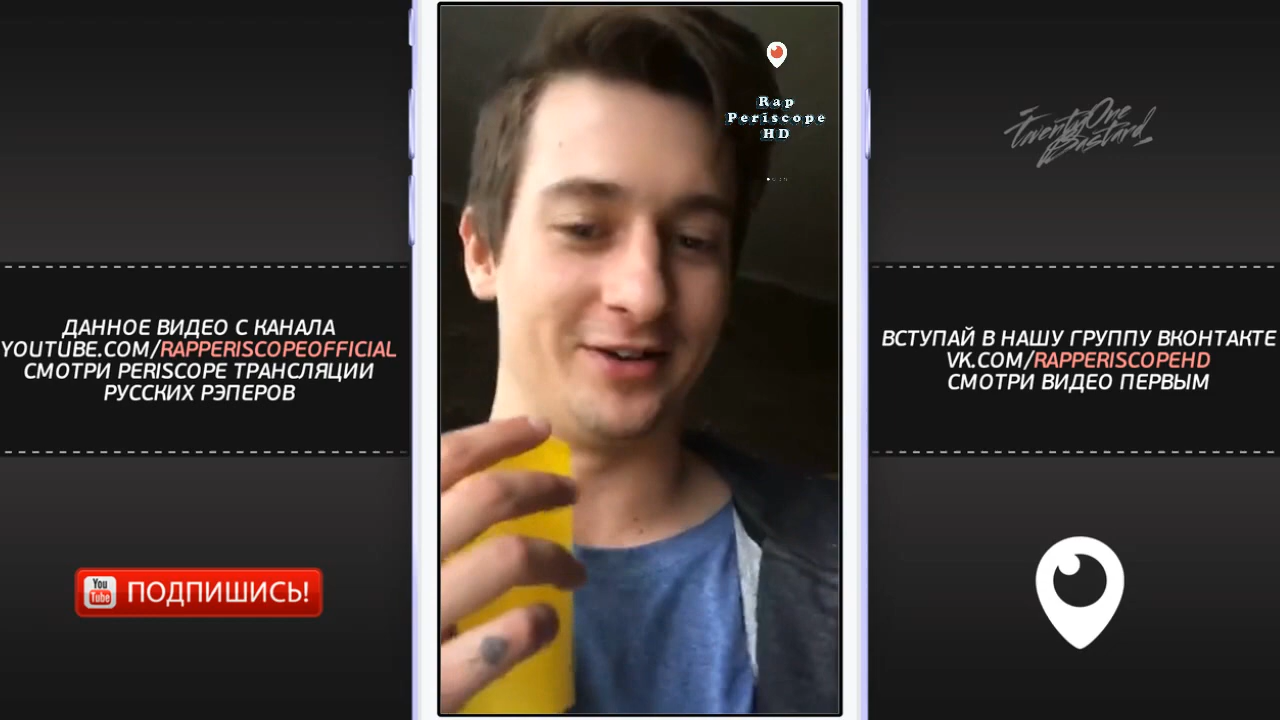 Rap
Periscope
HD
TwentyOne
Bastard
ДАННОЕ ВИДЕО С КАНАЛА
YOUTUBE.COM/RAPPERISCOPEOFFICIAL
СМОТРИ PERISCOPE ТРАНСЛЯЦИИ
РУССКИХ РЭПЕРОВ
ВСТУПАЙ В НАШУ ГРУППУ ВКОНТАКТЕ
VK.COM/RAPPERISCOPEHD
СМОТРИ ВИДЕО ПЕРВЫМ
You
Tube
ПОДПИШИСЬ!